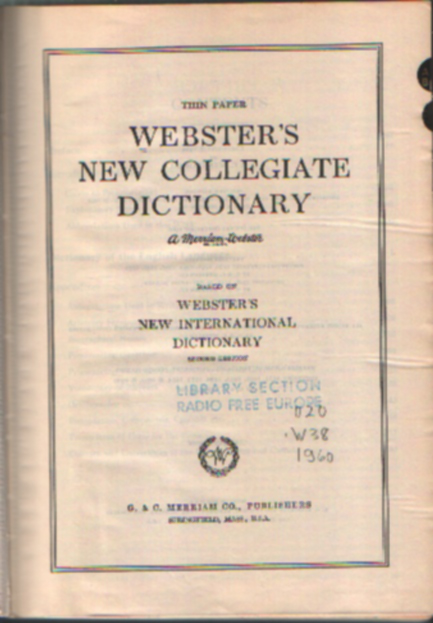 THIN PAPER
WEBSTER'S
NEW COLLEGIATE
DICTIONARY
A Merriam-Webster
BASED ON
WEBSTER'S
NEW INTERNATIONAL
DICTIONARY
SECOND EDITION
LIBRARY SECTION
RADIO FREE EUROPE
020
.W38
1960
W
G. & C. MERRIAM CO., PUBLISHERS
SPRINGFIELD, MASS., U.S.A.